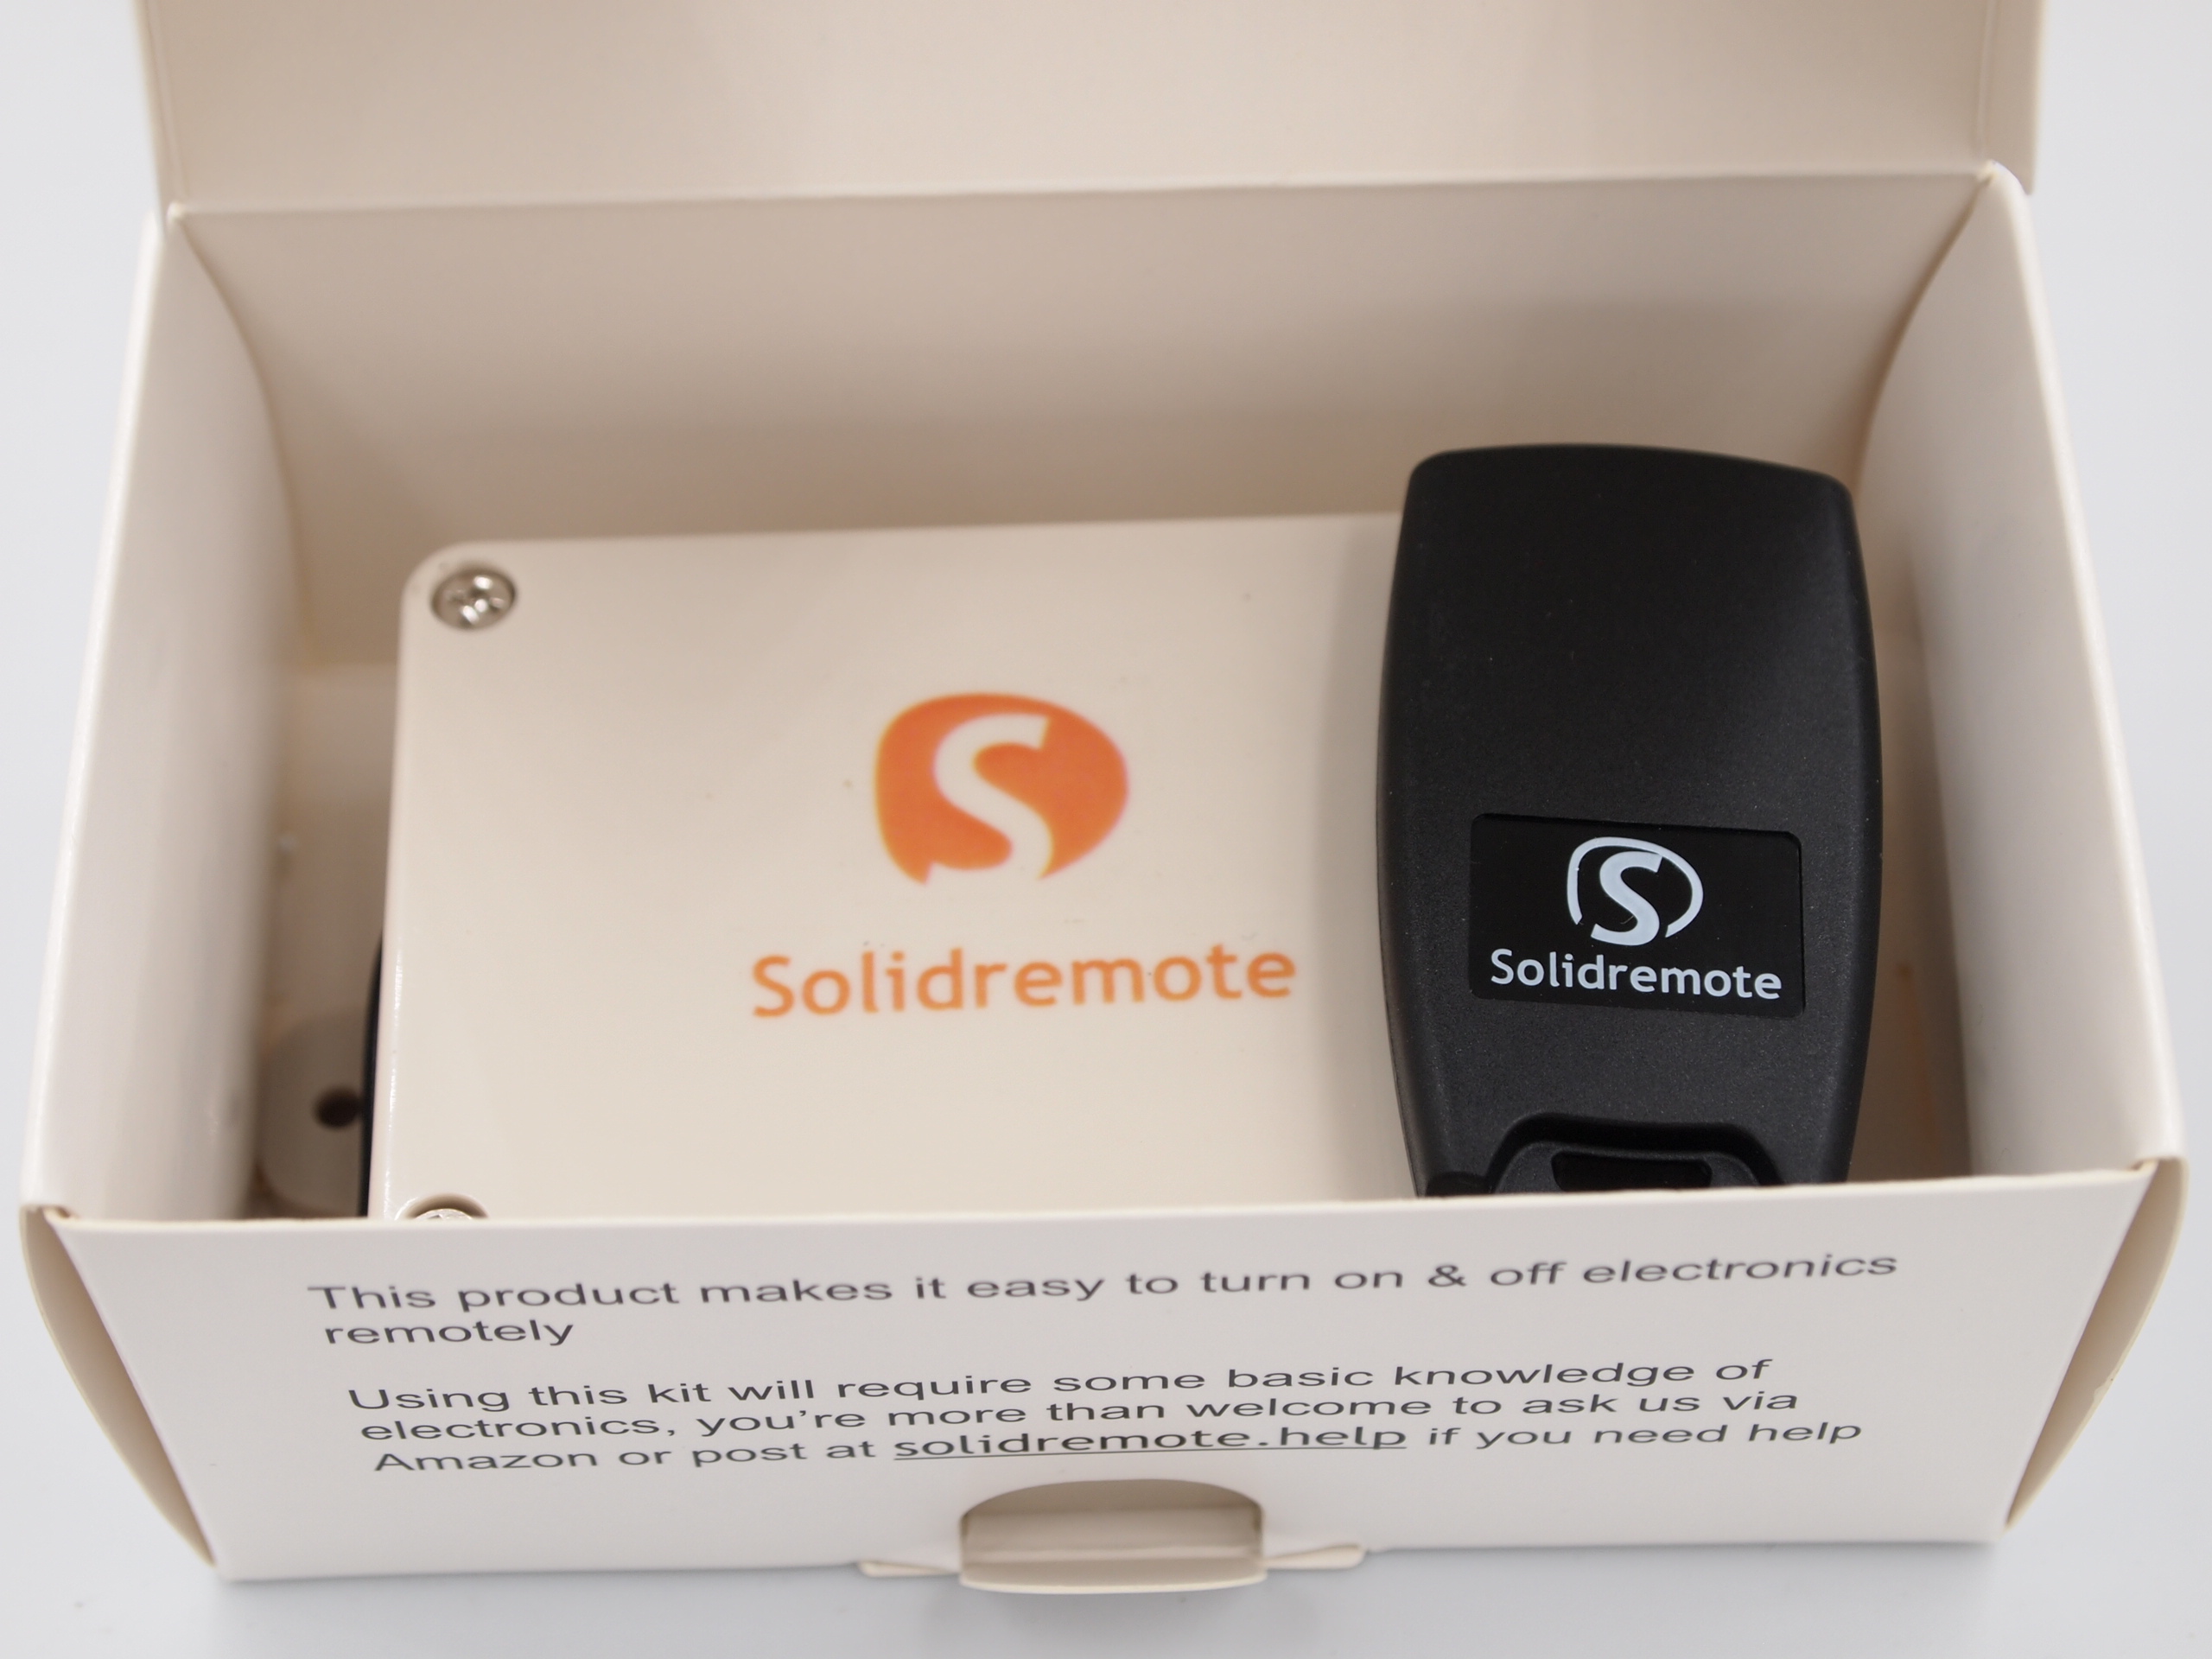 Solidremote
Solidremote
This product makes it easy to turn on & off electronics
remotely
Using this kit will require some basic knowledge of
electronics, you're more than welcome to ask us via
Amazon or post at solidremote.help if you need help